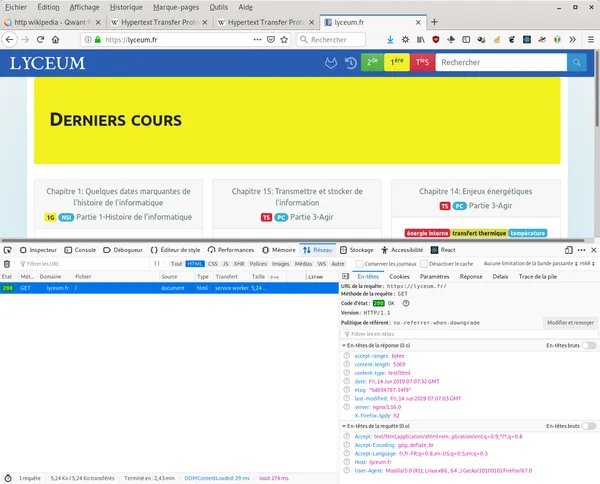 Fichier Édition Affichage Historique Marque-pages Outils Aide
http wikipedia - Qwant R
Hypertext Transfer Proto
Hypertext Transfer Proto
lyceum.fr
https://lyceum.fr
Rechercher
LYCEUM
2de 1ère TleS
Rechercher
Derniers cours
Chapitre 1: Quelques dates marquantes de l'histoire de l'informatique
1G NSI Partie 1-Histoire de l'informatique
Chapitre 15: Transmettre et stocker de l'information
TS PC Partie 3-Agir
Chapitre 14: Enjeux énergétiques
TS PC Partie 3-Agir
énergie interne transfert thermique température
Inspecteur Console Débogueur Éditeur de style Performances Mémoire Réseau Stockage Accessibilité React
Filtrer les URL
Tout HTML CSS JS XHR Polices Images Médias WS Autre
Conserver les journaux Désactiver le cache Aucune limitation de la bande passante HAR
État Mét... Domaine Fichier Source Type Transfert Taille 0 ms
200 GET lyceum.fr / document html service worker 5,24 ...
En-têtes Cookies Paramètres Réponse Délais Trace de la pile
URL de la requête : https://lyceum.fr/
Méthode de la requête : GET
Code d'état : 200 OK
Version : HTTP/1.1
Politique de référent : no-referrer-when-downgrade
Modifier et renvoyer
Filtrer les en-têtes
En-têtes de la réponse (0 o)
En-têtes bruts
accept-ranges: bytes
content-length: 5369
content-type: text/html
date: Fri, 14 Jun 2019 07:07:32 GMT
etag: "5d034797-14f9"
last-modified: Fri, 14 Jun 2019 07:07:03 GMT
server: nginx/1.16.0
X-Firefox-Spdy: h2
En-têtes de la requête (0 o)
En-têtes bruts
Accept: text/html,application/xhtml+xm...plication/xml;q=0.9,*/*;q=0.8
Accept-Encoding: gzip, deflate, br
Accept-Language: fr,fr-FR;q=0.8,en-US;q=0.5,en;q=0.3
Host: lyceum.fr
User-Agent: Mozilla/5.0 (X11; Linux x86_64...) Gecko/20100101 Firefox/67.0
1 requête 5,24 Ko / 5,24 Ko transférés Terminé en : 2,43 min DOMContentLoaded: 29 ms load: 174 ms